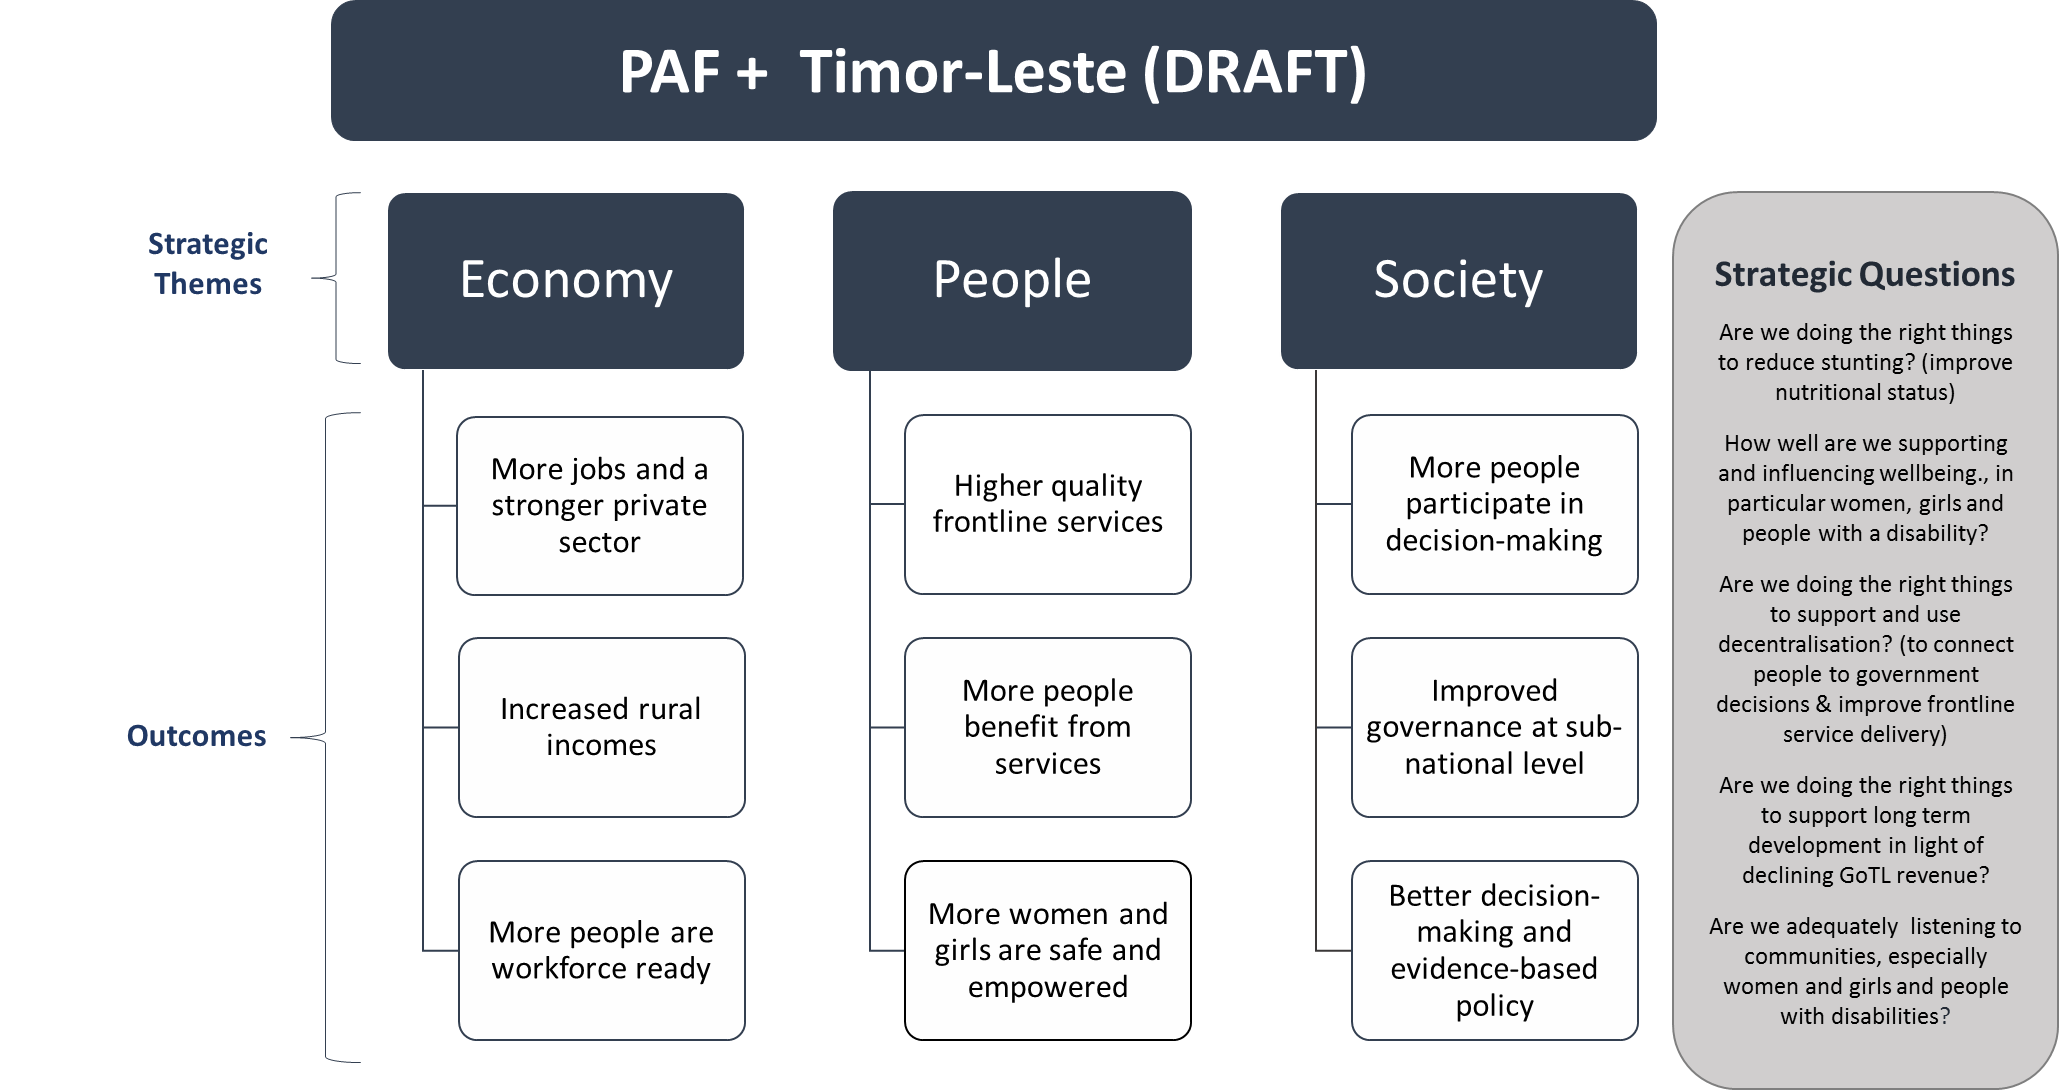 PAF + Timor-Leste (DRAFT)
Strategic
Themes
Economy
People
Society
Outcomes
More jobs and a
stronger private
sector
Increased rural
incomes
More people are
workforce ready
Higher quality
frontline services
More people
benefit from
services
More women and
girls are safe and
empowered
More people
participate in
decision-making
Improved
governance at sub-
national level
Better decision-
making and
evidence-based
policy
Strategic Questions
Are we doing the right things
to reduce stunting? (improve
nutritional status)
How well are we supporting
and influencing wellbeing., in
particular women, girls and
people with a disability?
Are we doing the right things
to support and use
decentralisation? (to connect
people to government
decisions & improve frontline
service delivery)
Are we doing the right things
to support long term
development in light of
declining GoTL revenue?
Are we adequately  listening to
communities, especially
women and girls and people
with disabilities?